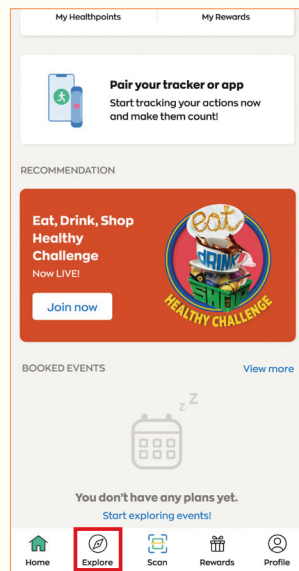 My Healthpoints My Rewards
Pair your tracker or app
Start tracking your actions now
and make them count!
RECOMMENDATION
Eat, Drink, Shop
Healthy
Challenge
Now LIVE!
Join now
eat
DRINK
SHOP
HEALTHY CHALLENGE
BOOKED EVENTS View more
z Z
You don't have any plans yet.
Start exploring events!
Home Explore Scan Rewards Profile